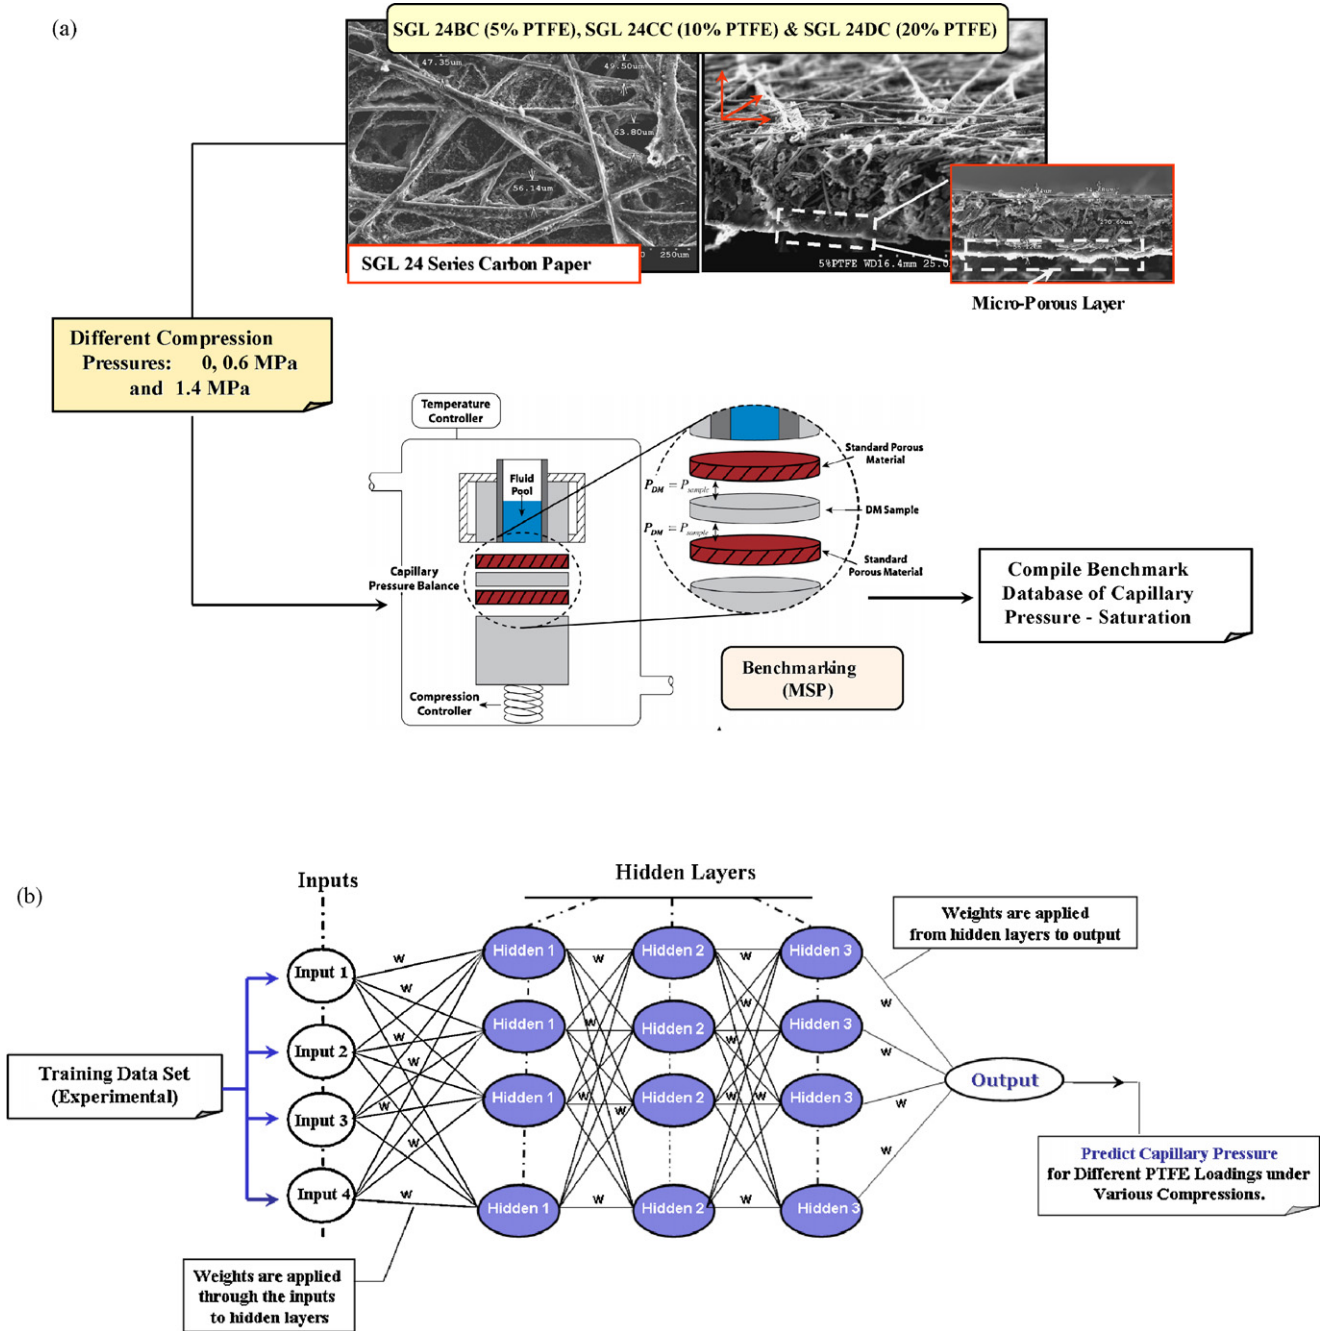 (a)
SGL 24BC (5% PTFE), SGL 24CC (10% PTFE) & SGL 24DC (20% PTFE)
47.35um
49.50um
63.80um
56.14um
250um
SGL 24 Series Carbon Paper
5%PTFE WD16.4mm 25.0
Micro-Porous Layer
Different Compression
Pressures: 0, 0.6 MPa
and 1.4 MPa
Temperature
Controller
Fluid
Pool
Capillary
Pressure Balance
Compression
Controller
Standard Porous
Material
P_DM = P_sample
DM Sample
P_DM = P_sample
Standard
Porous Material
Benchmarking
(MSP)
Compile Benchmark
Database of Capillary
Pressure - Saturation
(b)
Inputs
Hidden Layers
Weights are applied
from hidden layers to output
Training Data Set
(Experimental)
Input 1
Input 2
Input 3
Input 4
W
W
W
W
W
W
W
Hidden 1
Hidden 1
Hidden 1
Hidden 1
W
W
W
W
W
Hidden 2
Hidden 2
Hidden 2
Hidden 2
W
W
W
W
W
W
Hidden 3
Hidden 3
Hidden 3
Hidden 3
W
W
W
W
Output
Predict Capillary Pressure
for Different PTFE Loadings under
Various Compressions.
Weights are applied
through the inputs
to hidden layers